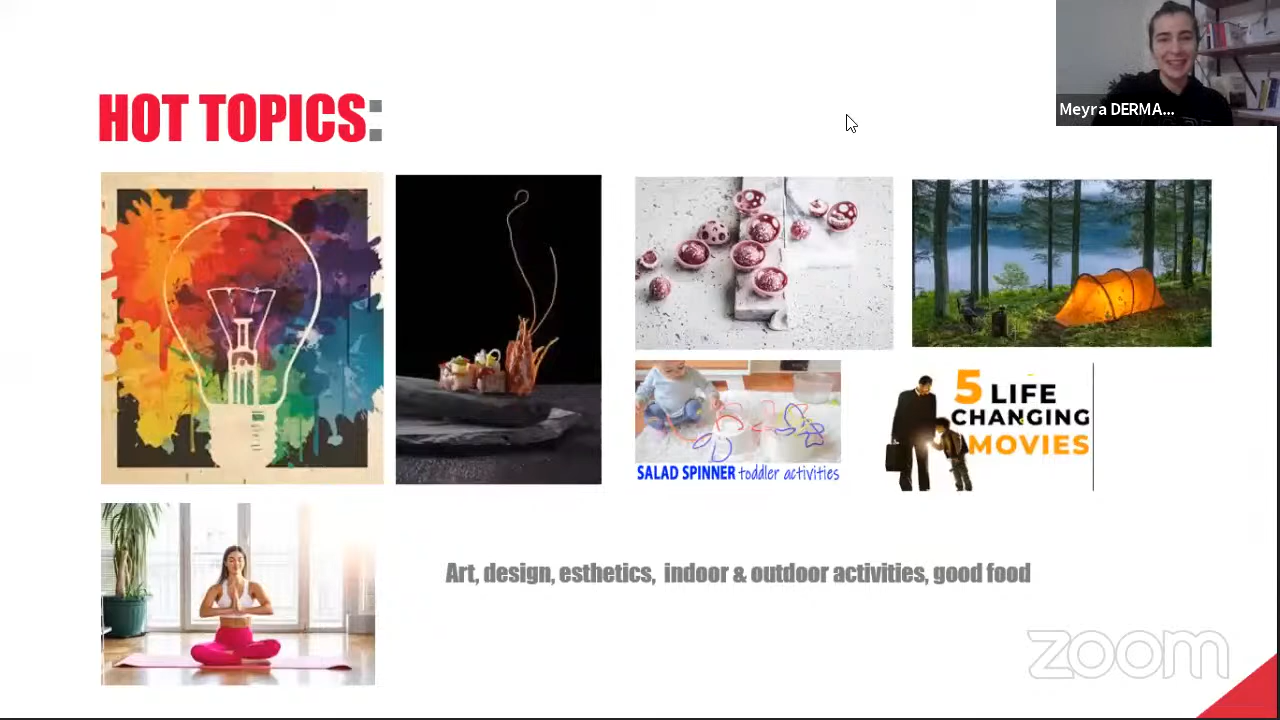 Meyra DERMA...
HOT TOPICS:
SALAD SPINNER toddler activities
5 LIFE
CHANGING
MOVIES
Art, design, esthetics, indoor & outdoor activities, good food
zoom